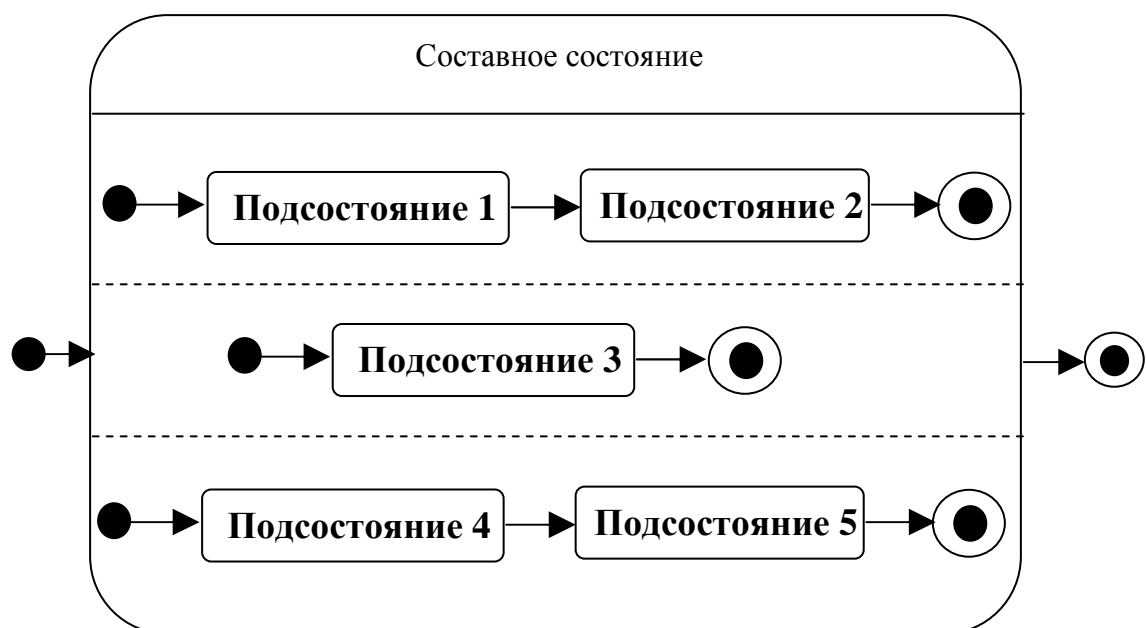 Составное состояние
Подсостояние 1
Подсостояние 2
Подсостояние 3
Подсостояние 4
Подсостояние 5